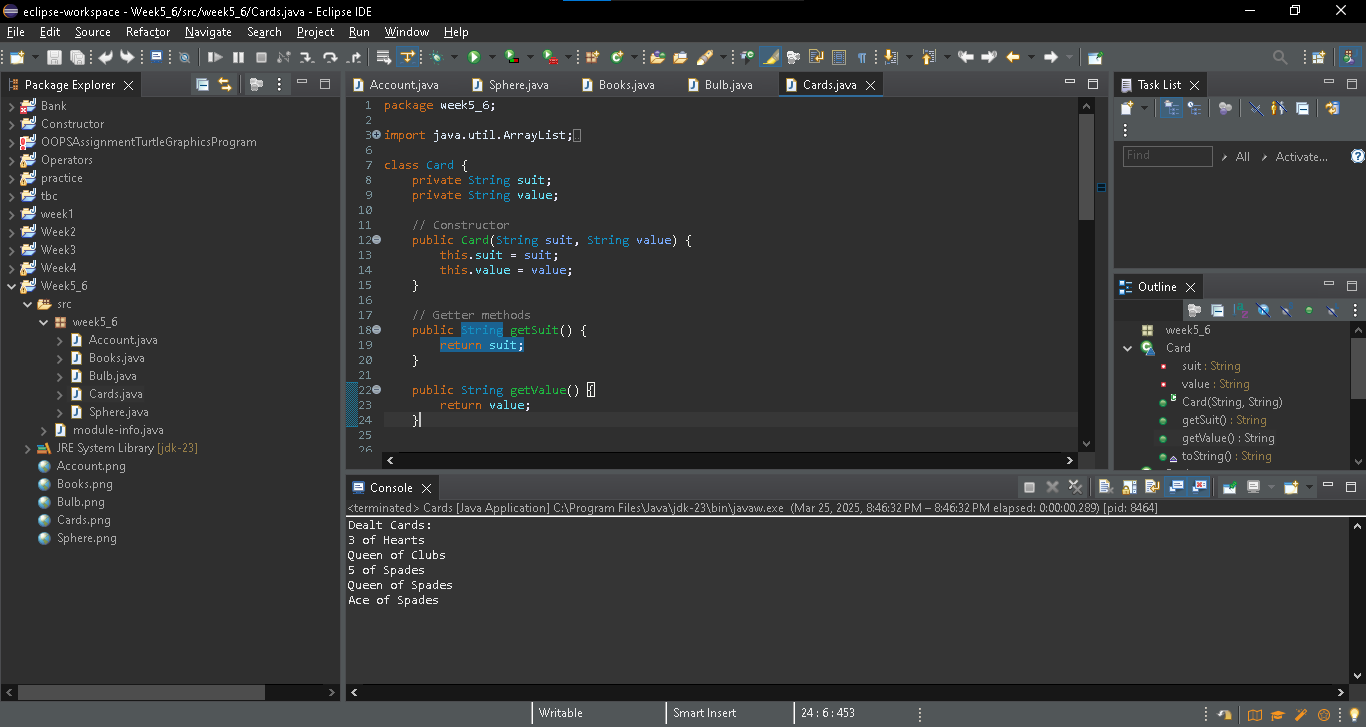 eclipse-workspace - Week5_6/src/week5_6/Cards.java - Eclipse IDE
File Edit Source Refactor Navigate Search Project Run Window Help
Package Explorer
Bank
Constructor
OOPSAssignmentTurtleGraphicsProgram
Operators
practice
tbc
week1
Week2
Week3
Week4
Week5_6
src
week5_6
Account.java
Books.java
Bulb.java
Cards.java
Sphere.java
module-info.java
JRE System Library [jdk-23]
Account.png
Books.png
Bulb.png
Cards.png
Sphere.png
Account.java Sphere.java Books.java Bulb.java Cards.java
1 package week5_6;
2
3 import java.util.ArrayList;
6
7 class Card {
8 private String suit;
9 private String value;
10
11 // Constructor
12 public Card(String suit, String value) {
13 this.suit = suit;
14 this.value = value;
15 }
16
17 // Getter methods
18 public String getSuit() {
19 return suit;
20 }
21
22 public String getValue() {
23 return value;
24 }
25
26
Task List
Find All Activate...
Outline
week5_6
Card
suit : String
value : String
Card(String, String)
getSuit() : String
getValue() : String
toString() : String
Console
<terminated> Cards [Java Application] C:\Program Files\Java\jdk-23\bin\javaw.exe (Mar 25, 2025, 8:46:32 PM – 8:46:32 PM elapsed: 0:00:00.289) [pid: 8464]
Dealt Cards:
3 of Hearts
Queen of Clubs
5 of Spades
Queen of Spades
Ace of Spades
Writable Smart Insert 24 : 6 : 453